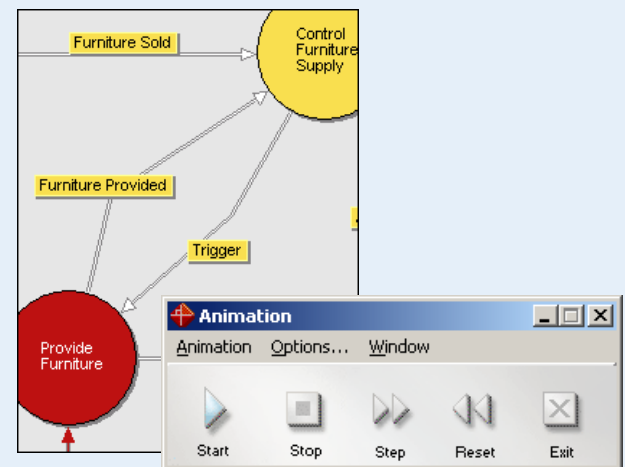 Furniture Sold
Control
Furniture
Supply
Furniture Provided
Trigger
Provide
Furniture
Animation
Animation Options... Window
Start Stop Step Reset Exit